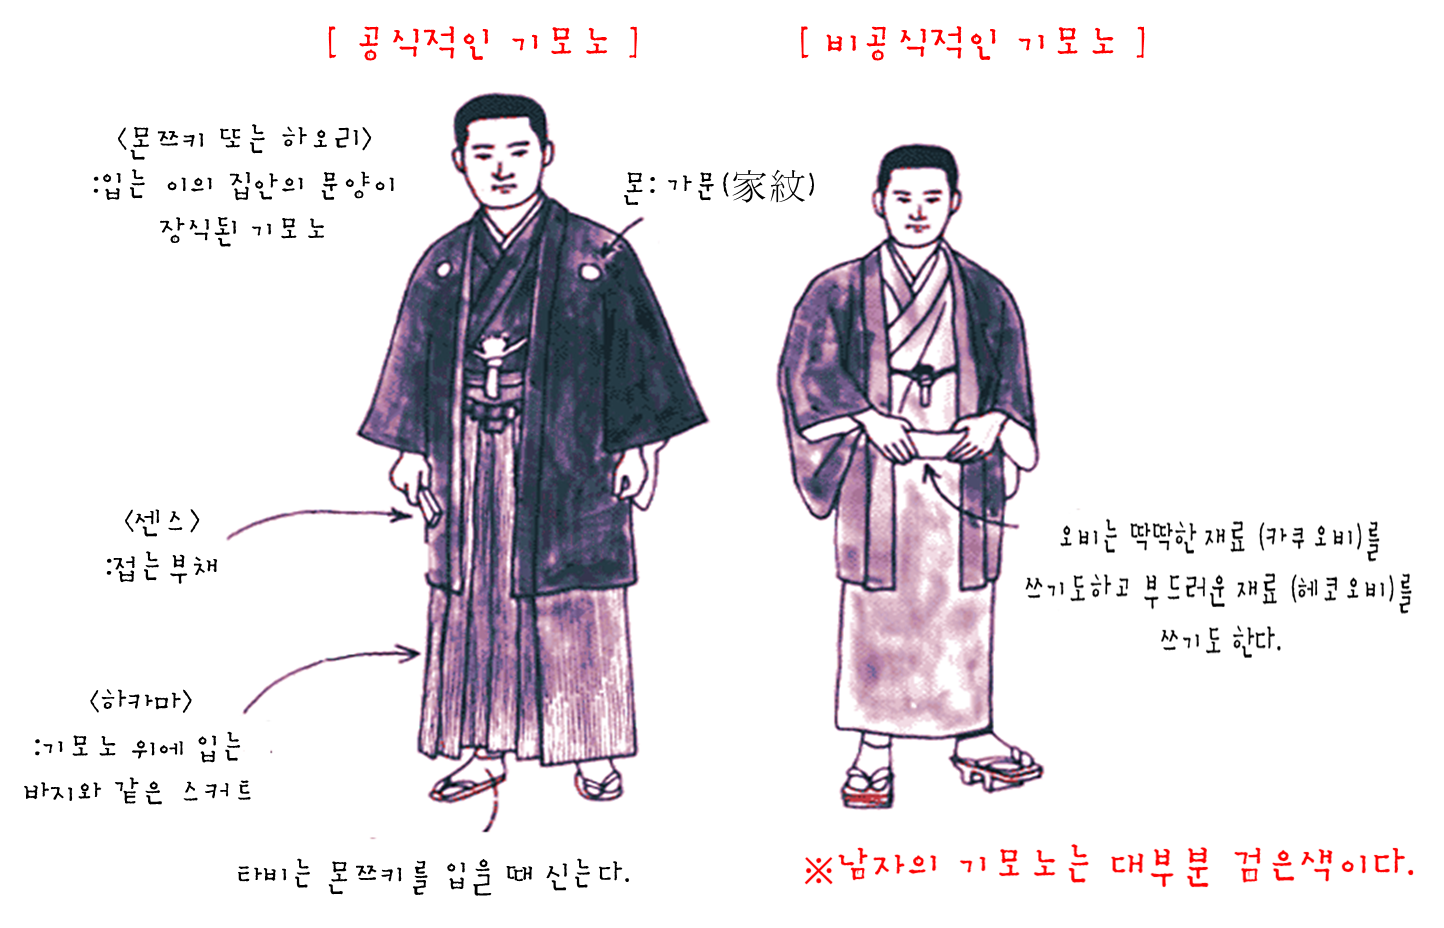 [ 공식적인 기모노 ]
[ 비공식적인 기모노 ]
<몬쯔키 또는 하오리>
:입는 이의 집안의 문양이
장식된 기모노
몬: 가문(家紋)
<센스>
:접는 부채
<하카마>
:기모노 위에 입는
바지와 같은 스커트
타비는 몬쯔키를 입을 때 신는다.
오비는 딱딱한 재료 (카쿠 오비)를
쓰기도하고 부드러운 재료 (헤코 오비)를
쓰기도 한다.
※남자의 기모노는 대부분 검은색이다.